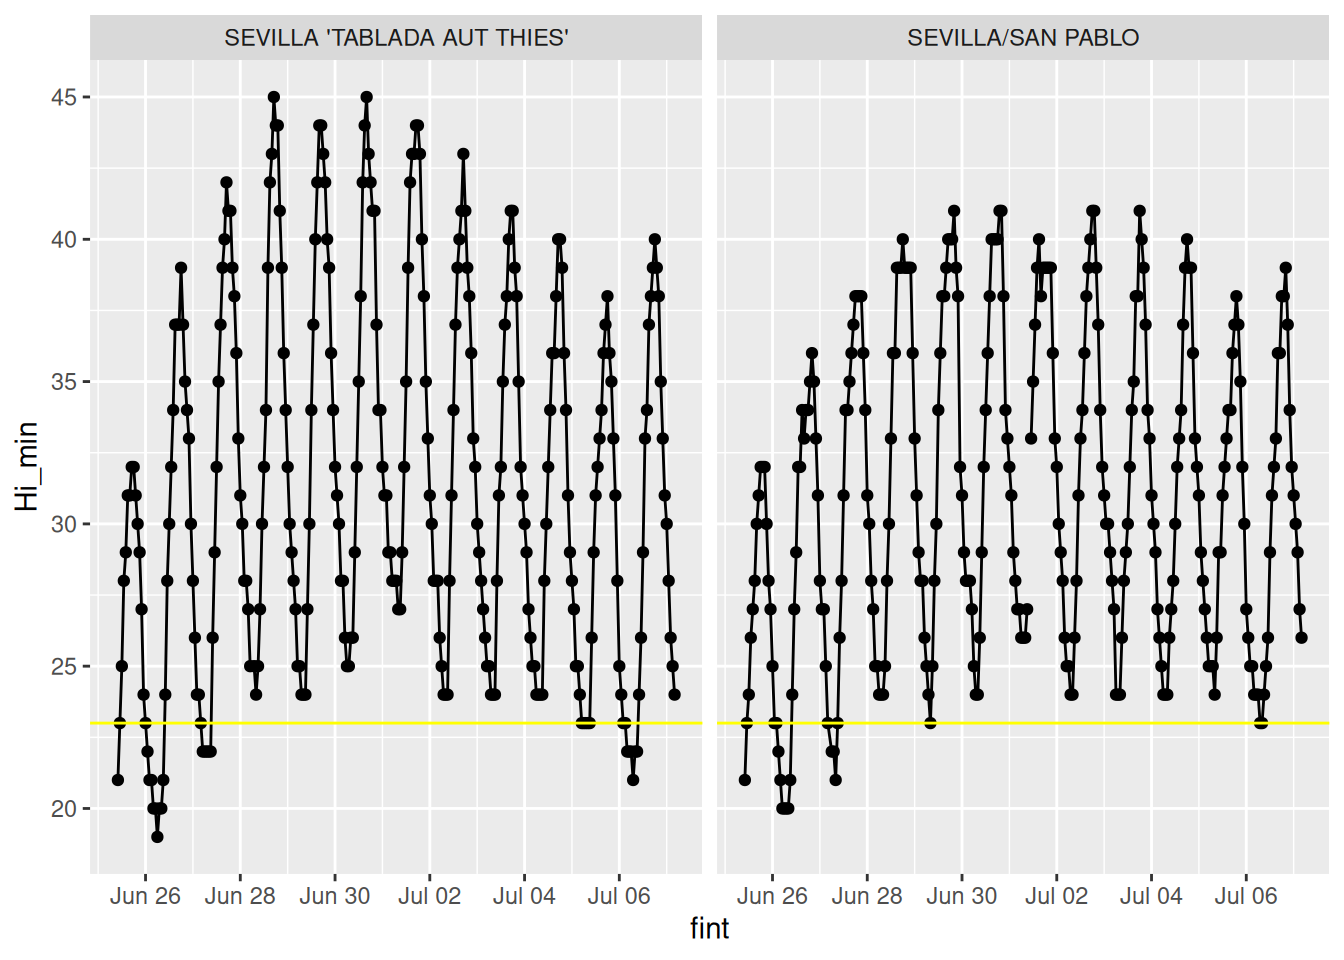 SEVILLA 'TABLADA AUT THIES'
SEVILLA/SAN PABLO
45
40
35
30
25
20
Hi_min
Jun 26 Jun 28 Jun 30 Jul 02 Jul 04 Jul 06
Jun 26 Jun 28 Jun 30 Jul 02 Jul 04 Jul 06
fint